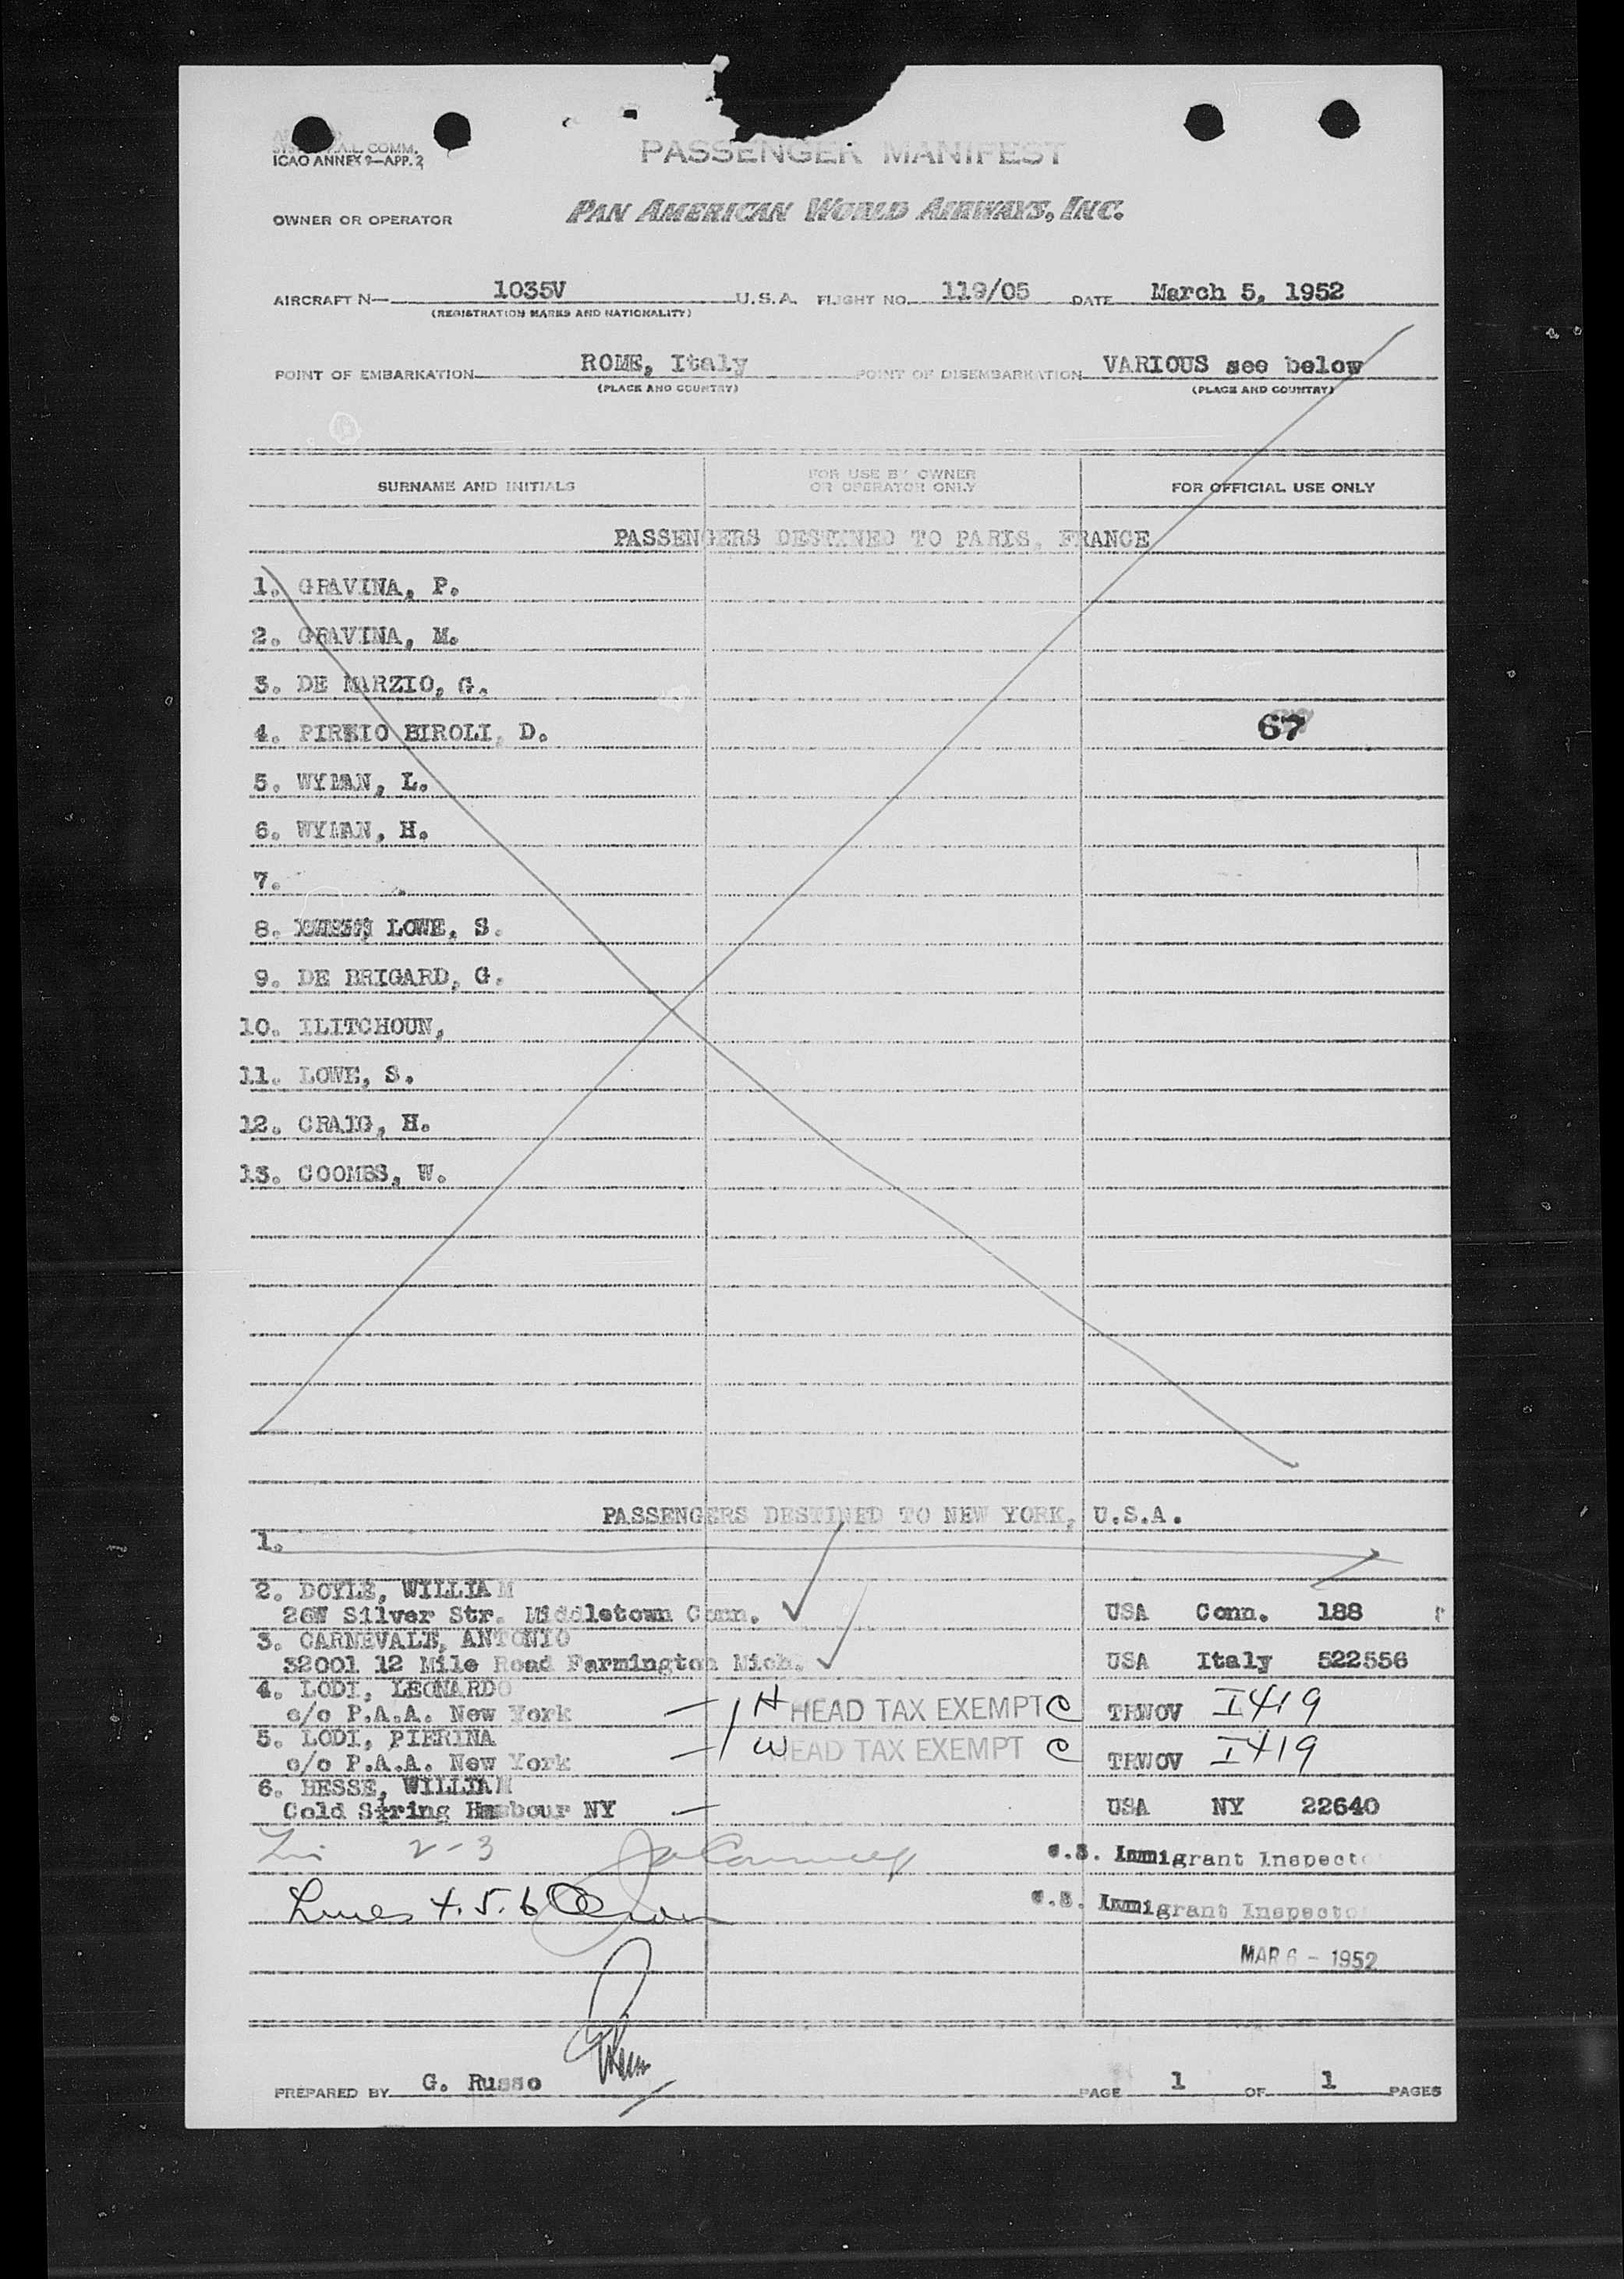 COMM.
ICAO ANNEX 9—APP. 2
PASSENGER MANIFEST
OWNER OR OPERATOR PAN AMERICAN WORLD AIRWAYS, INC.
AIRCRAFT N— 1035V U.S.A. FLIGHT NO. 119/05 DATE March 5, 1952
(REGISTRATION MARKS AND NATIONALITY)
POINT OF EMBARKATION ROME, Italy POINT OF DISEMBARKATION VARIOUS see below
(PLACE AND COUNTRY) (PLACE AND COUNTRY)
SURNAME AND INITIALS FOR USE BY OWNER OR OPERATOR ONLY FOR OFFICIAL USE ONLY
PASSENGERS DESTINED TO PARIS, FRANCE
1. GRAVINA, P.
2. GRAVINA, M.
3. DE MARZIO, G.
4. PIRZIO BIROLI, D. 67
5. WYMAN, L.
6. WYMAN, H.
7.
8. LOWE, S.
9. DE BRIGARD, G.
10. ILITCHOUN,
11. LOWE, S.
12. CRAIG, H.
13. COOMBS, W.
PASSENGERS DESTINED TO NEW YORK, U.S.A.
1.
2. DOYLE, WILLIAM
26W Silver Str. Middletown Conn. USA Conn. 188
3. CARNEVALE, ANTONIO
32001 12 Mile Road Farmington Mich. USA Italy 522556
4. LODI, LEONARDO
c/o P.A.A. New York H HEAD TAX EXEMPT C TRWOV I419
5. LODI, PIERINA
c/o P.A.A. New York W HEAD TAX EXEMPT C TRWOV I419
6. HESSE, WILLIAM
Cold Spring Harbour NY USA NY 22640
2-3 U.S. Immigrant Inspector
Lines 4.5.6 U.S. Immigrant Inspector
MAR 6 - 1952
PREPARED BY G. Russo PAGE 1 OF 1 PAGES